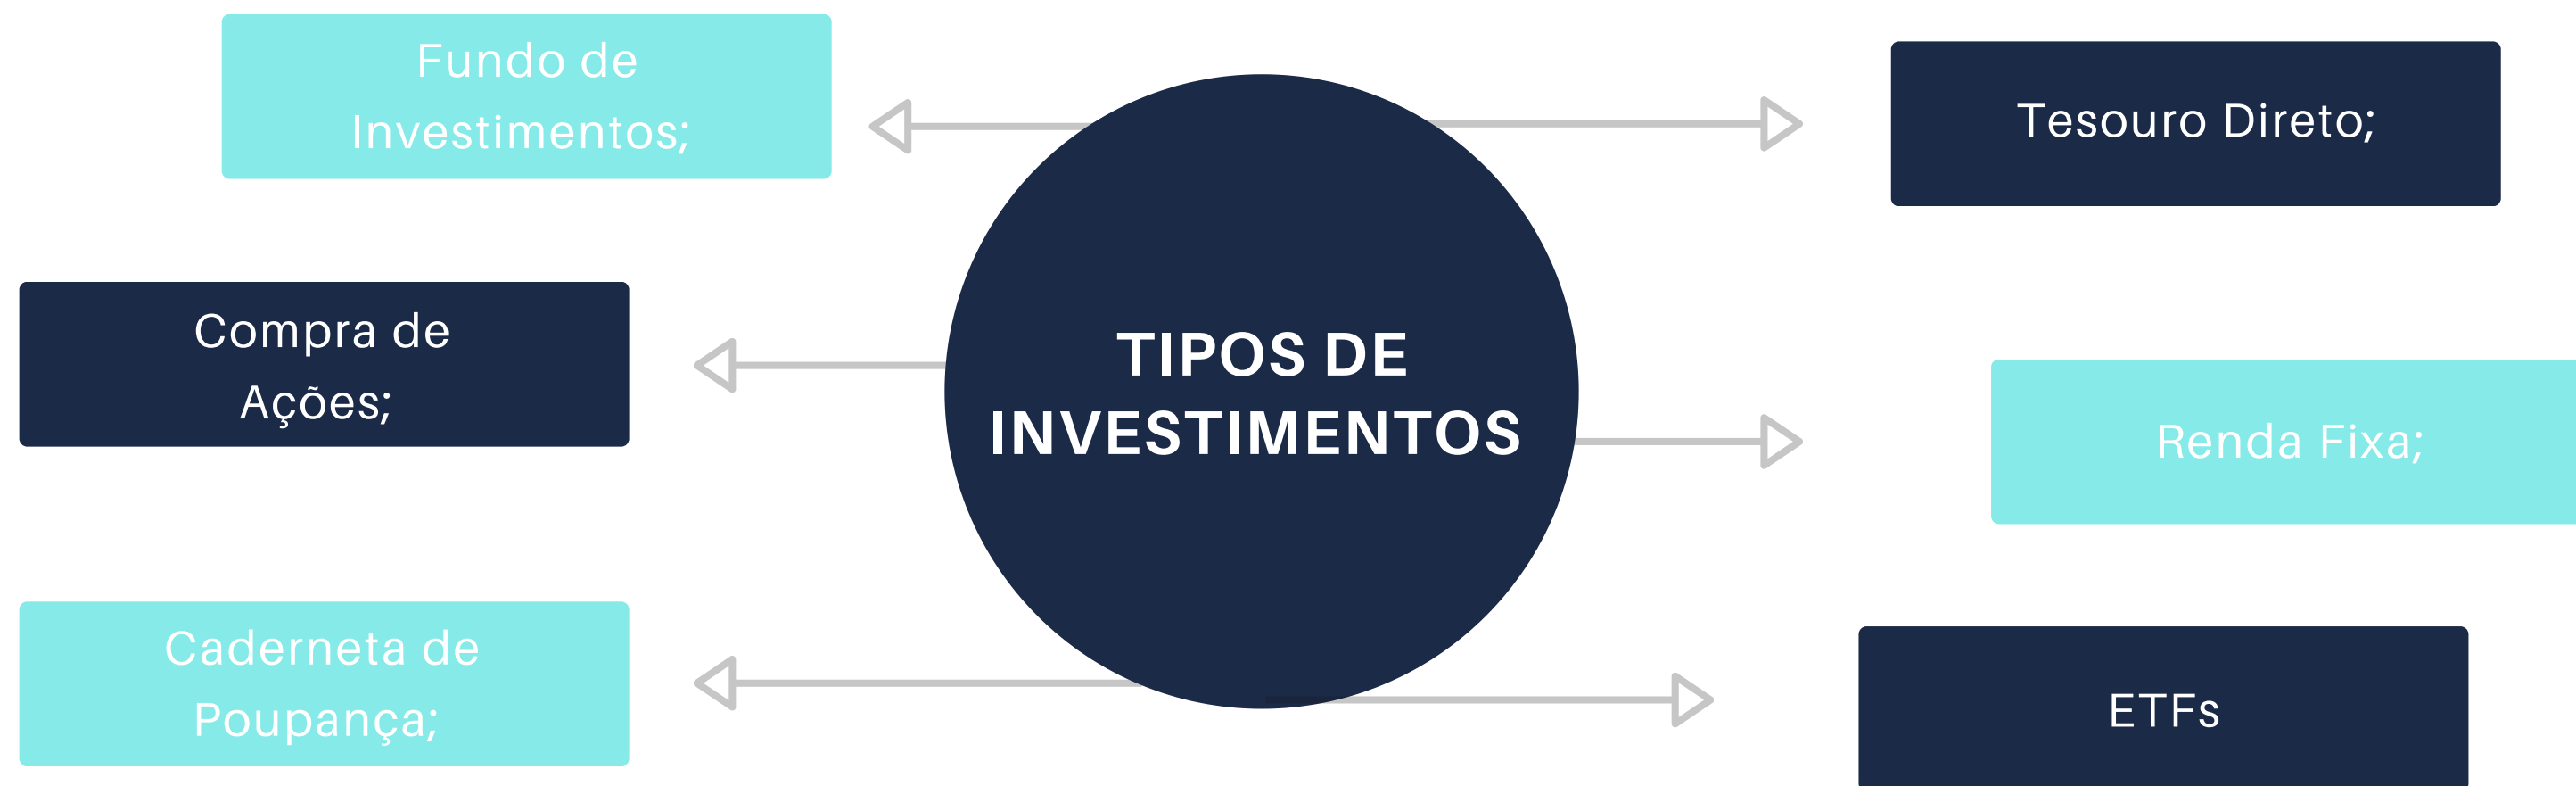 Fundo de
Investimentos;
Tesouro Direto;
Compra de
Ações;
TIPOS DE
INVESTIMENTOS
Renda Fixa;
Caderneta de
Poupança;
ETFs